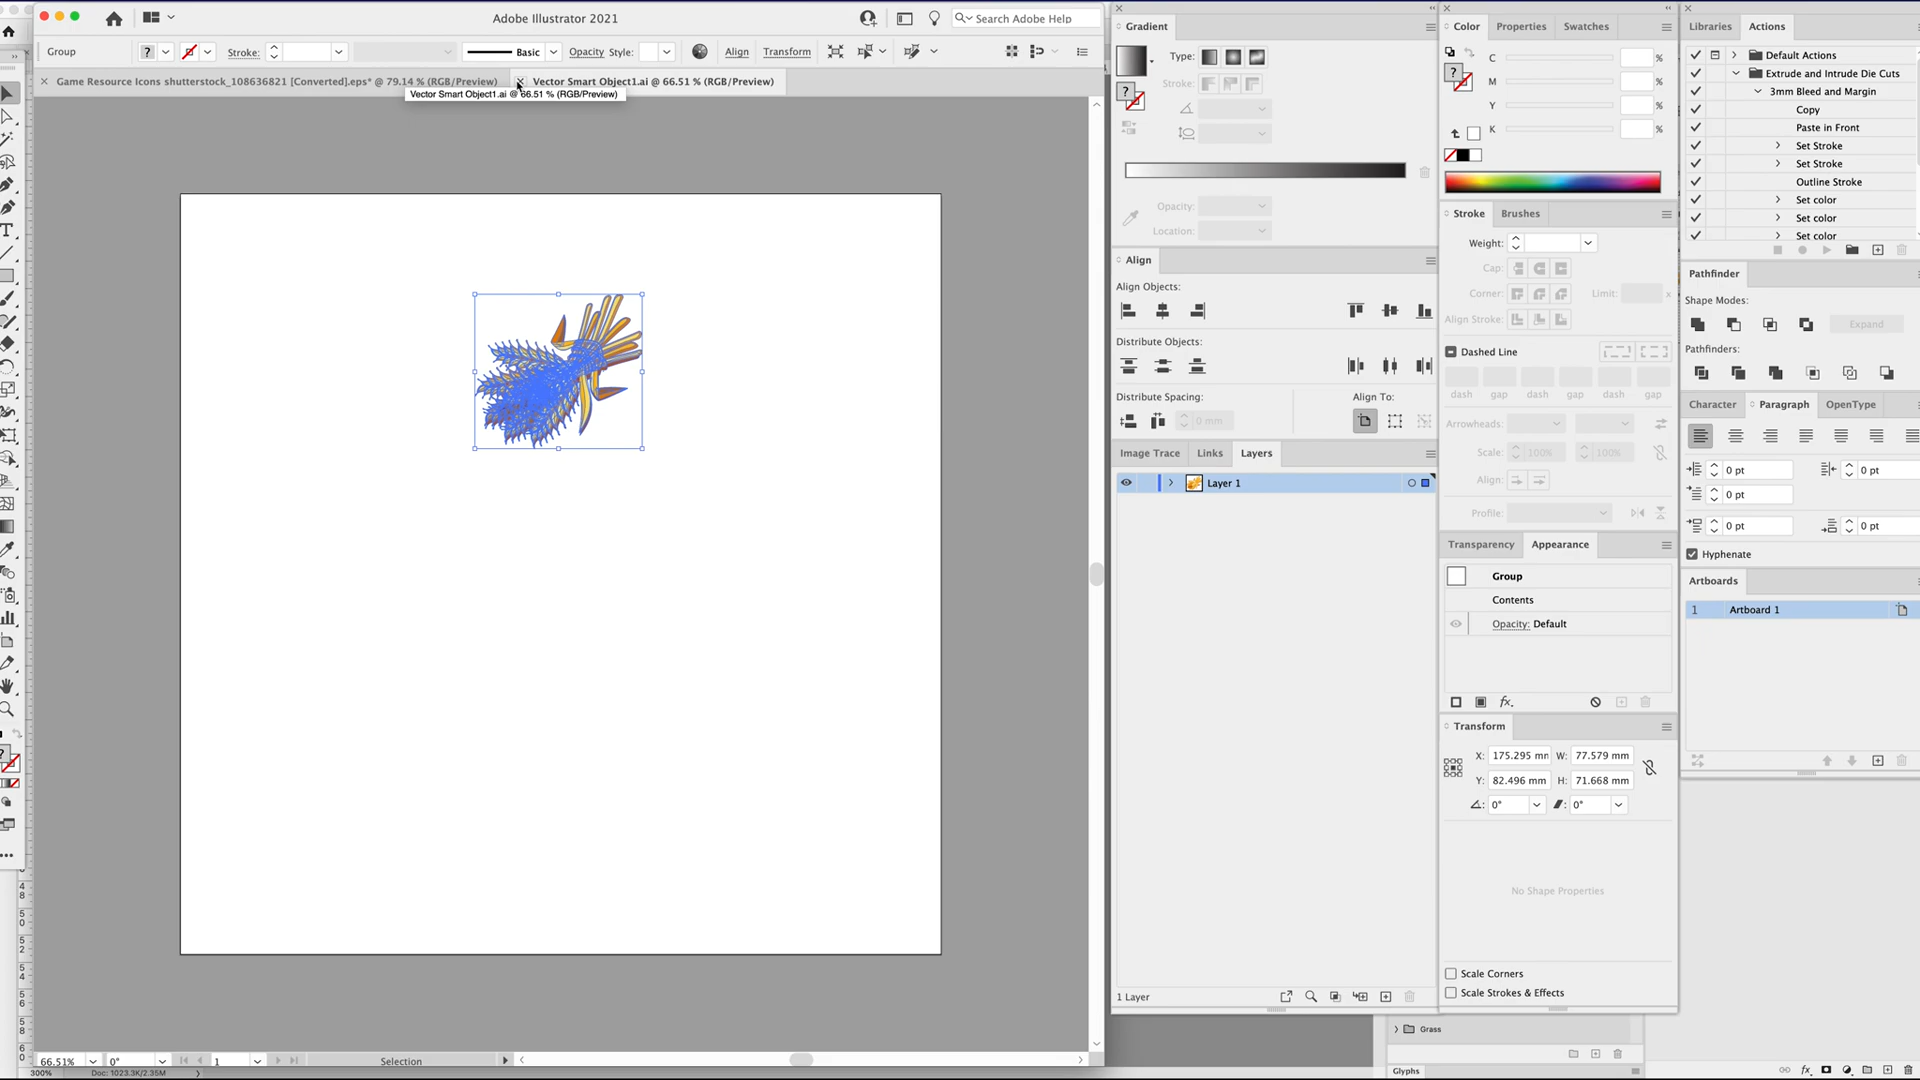 Adobe Illustrator 2021
Search Adobe Help
Group
?
Stroke:
Basic
Opacity
Style:
Align
Transform
Game Resource Icons shutterstock_108636821 [Converted].eps* @ 79.14 % (RGB/Preview)
Vector Smart Object1.ai @ 66.51 % (RGB/Preview)
Vector Smart Object1.ai @ 66.51 % (RGB/Preview)
Gradient
Type:
Stroke:
?
Opacity:
Location:
Align
Align Objects:
Distribute Objects:
Distribute Spacing:
Align To:
0 mm
Image Trace
Links
Layers
Layer 1
1 Layer
Color
Properties
Swatches
?
C %
M %
Y %
K %
Stroke
Brushes
Weight:
Cap:
Corner:
Limit:
x
Align Stroke:
Dashed Line
dash gap dash gap dash gap
Arrowheads:
Scale: 100% 100%
Align:
Profile:
Transparency
Appearance
Group
Contents
Opacity: Default
fx.
Transform
X: 175.295 mm W: 77.579 mm
Y: 82.496 mm H: 71.668 mm
0° 0°
No Shape Properties
Scale Corners
Scale Strokes & Effects
Grass
Glyphs
Libraries
Actions
Default Actions
Extrude and Intrude Die Cuts
3mm Bleed and Margin
Copy
Paste in Front
Set Stroke
Set Stroke
Outline Stroke
Set color
Set color
Set color
Pathfinder
Shape Modes:
Expand
Pathfinders:
Character
Paragraph
OpenType
0 pt 0 pt
0 pt
0 pt 0 pt
Hyphenate
Artboards
1 Artboard 1
fx
66.51% 0° 1 Selection
300% Doc: 1023.3K/2.35M